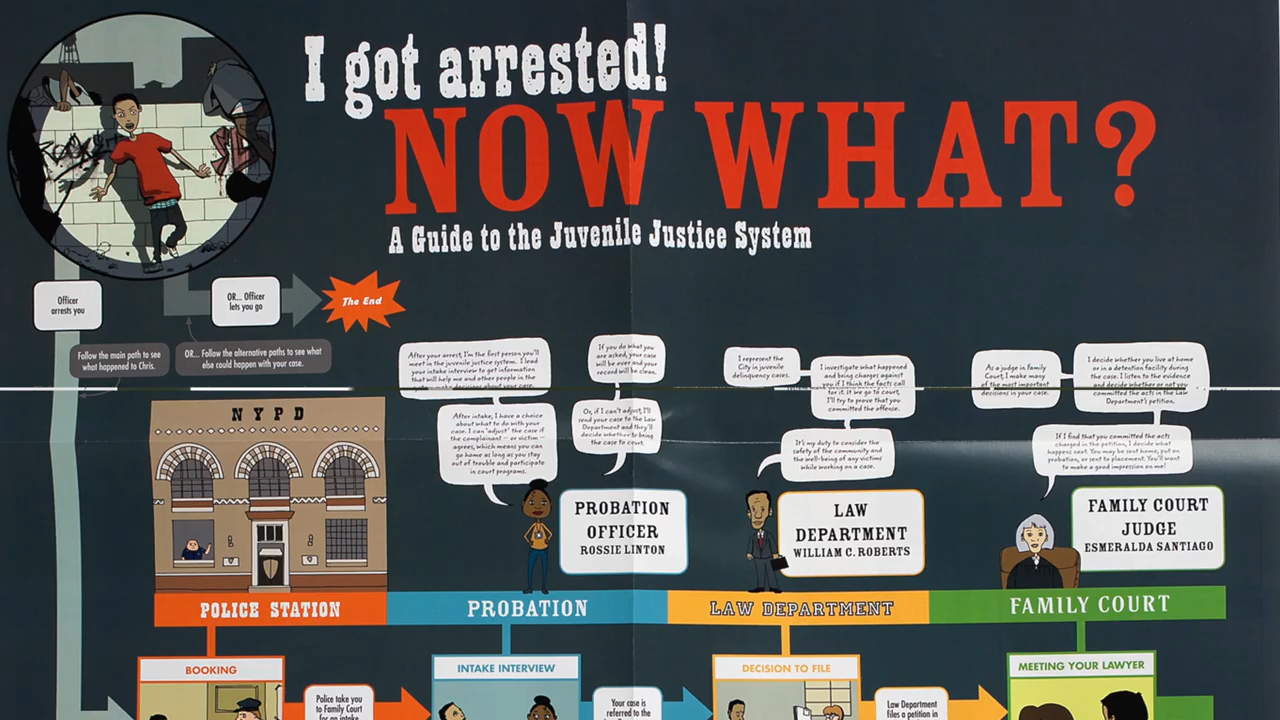 I got arrested!
NOW WHAT?
A Guide to the Juvenile Justice System
Officer
arrests you
OR... Officer
lets you go
The End
Follow the main path to see
what happened to Chris.
OR... Follow the alternative paths to see what
else could happen with your case.
After your arrest, I'm the first person you'll
meet in the juvenile justice system. I lead
your intake interview to get information
that will help me and other people in the
decisions about your case.
After intake, I have a choice
about what to do with your
case. I can 'adjust' the case if
the complainant — or victim —
agrees, which means you can
go home as long as you stay
out of trouble and participate
in court programs.
If you do what you
are asked, your case
will be over and your
record will be clean.
Or, if I can't adjust, I'll
send your case to the Law
Department and they'll
decide whether to bring
the case to court.
I represent the
City in juvenile
delinquency cases.
I investigate what happened
and bring charges against
you if I think the facts call
for it. If we go to court,
I'll try to prove that you
committed the offense.
It's my duty to consider the
safety of the community and
the well-being of any victims
while working on a case.
As a judge in Family
Court, I make many
of the most important
decisions in your case.
I decide whether you live at home
or in a detention facility during
the case. I listen to the evidence
and decide whether or not you
committed the acts in the Law
Department's petition.
If I find that you committed the acts
charged in the petition, I decide what
happens next. You may be sent home, put on
probation, or sent to placement. You'll want
to make a good impression on me!
NYPD
PROBATION
OFFICER
ROSSIE LINTON
LAW
DEPARTMENT
WILLIAM C. ROBERTS
FAMILY COURT
JUDGE
ESMERALDA SANTIAGO
POLICE STATION
PROBATION
LAW DEPARTMENT
FAMILY COURT
BOOKING
INTAKE INTERVIEW
DECISION TO FILE
MEETING YOUR LAWYER
Police take you
to Family Court
for an intake
Your case is
referred to the
Law Department
files a petition in